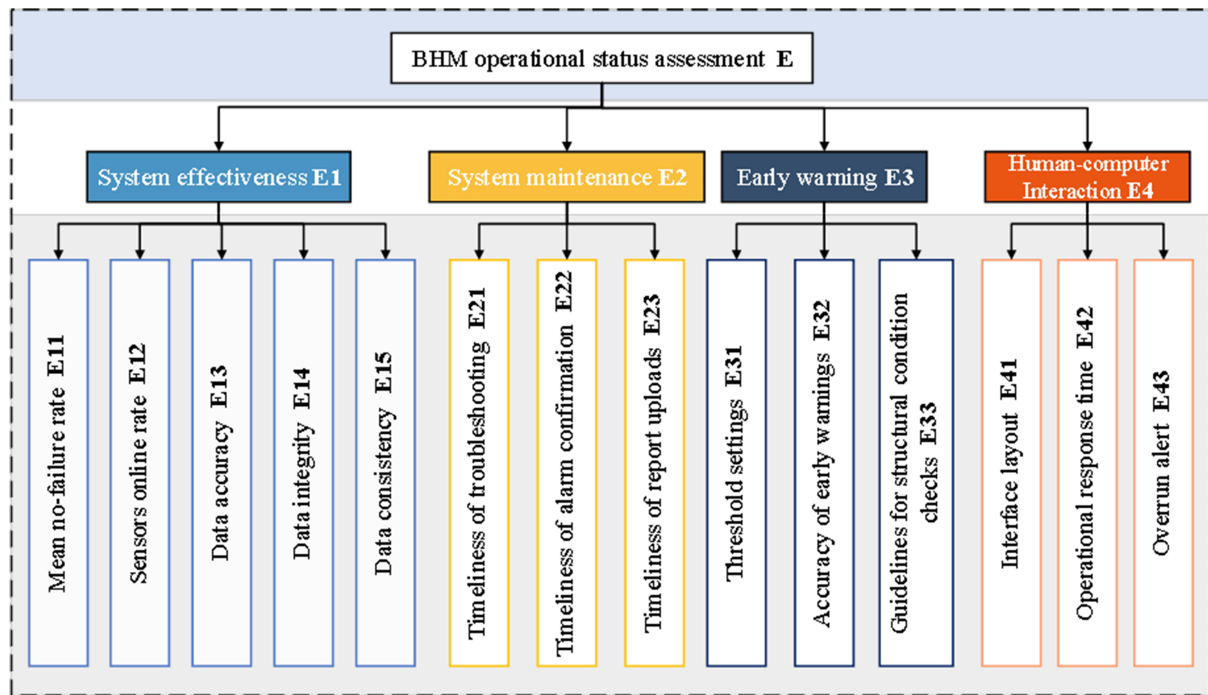 BHM operational status assessment E
System effectiveness E1
System maintenance E2
Early warning E3
Human-computer
Interaction E4
Mean no-failure rate E11
Sensors online rate E12
Data accuracy E13
Data integrity E14
Data consistency E15
Timeliness of troubleshooting E21
Timeliness of alarm confirmation E22
Timeliness of report uploads E23
Threshold settings E31
Accuracy of early warnings E32
Guidelines for structural condition
checks E33
Interface layout E41
Operational response time E42
Overrun alert E43